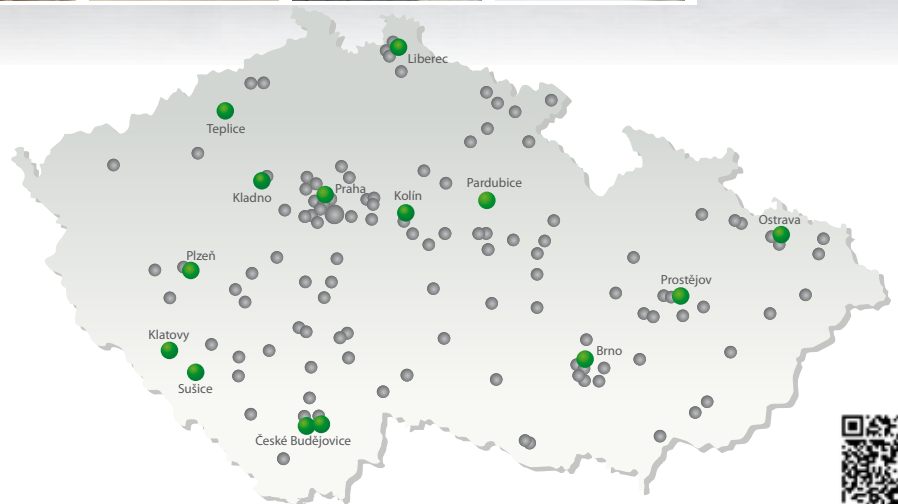 Liberec
Teplice
Kladno
Praha
Kolín
Pardubice
Ostrava
Plzeň
Prostějov
Klatovy
Brno
Sušice
České Budějovice